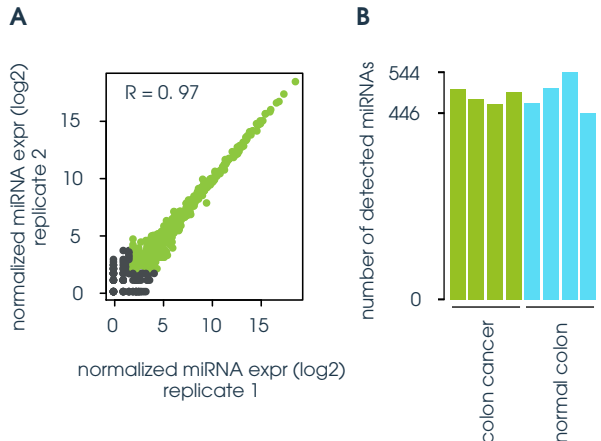 A
normalized miRNA expr (log2)
replicate 2
R = 0. 97
15
10
5
0
0
5
10
15
normalized miRNA expr (log2)
replicate 1
B
number of detected miRNAs
544
446
0
colon cancer
normal colon